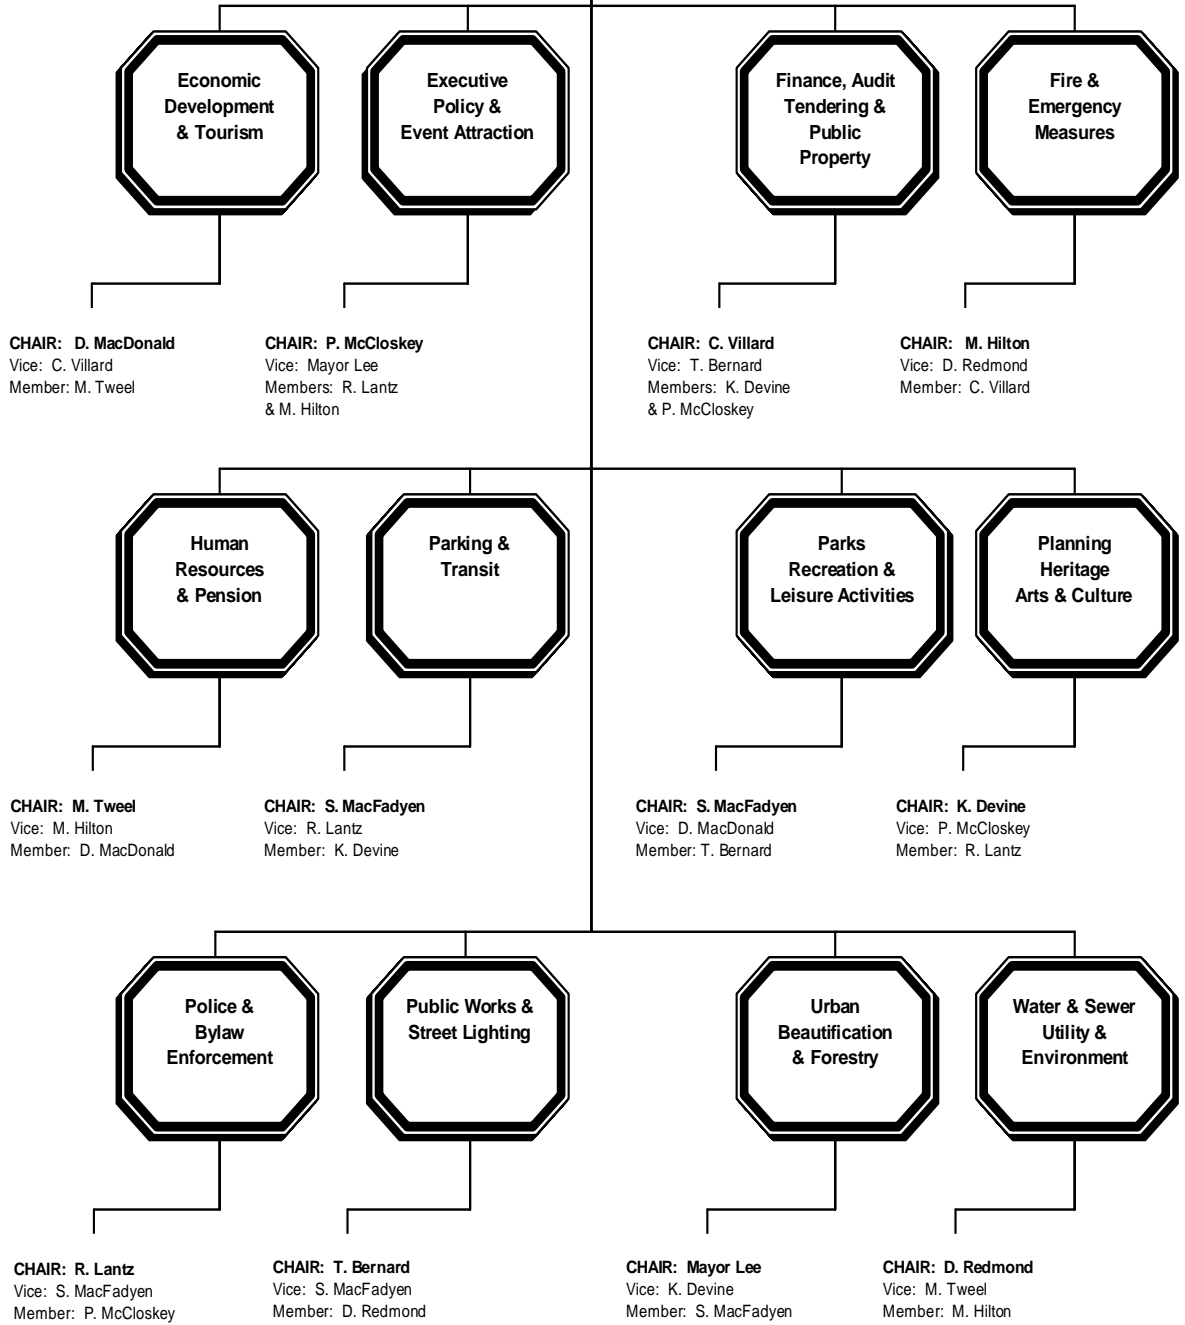 Economic
Development
& Tourism
Executive
Policy &
Event Attraction
Finance, Audit
Tendering &
Public
Property
Fire &
Emergency
Measures
CHAIR: D. MacDonald
Vice: C. Villard
Member: M. Tweel
CHAIR: P. McCloskey
Vice: Mayor Lee
Members: R. Lantz
& M. Hilton
CHAIR: C. Villard
Vice: T. Bernard
Members: K. Devine
& P. McCloskey
CHAIR: M. Hilton
Vice: D. Redmond
Member: C. Villard
Human
Resources
& Pension
Parking &
Transit
Parks
Recreation &
Leisure Activities
Planning
Heritage
Arts & Culture
CHAIR: M. Tweel
Vice: M. Hilton
Member: D. MacDonald
CHAIR: S. MacFadyen
Vice: R. Lantz
Member: K. Devine
CHAIR: S. MacFadyen
Vice: D. MacDonald
Member: T. Bernard
CHAIR: K. Devine
Vice: P. McCloskey
Member: R. Lantz
Police &
Bylaw
Enforcement
Public Works &
Street Lighting
Urban
Beautification
& Forestry
Water & Sewer
Utility &
Environment
CHAIR: R. Lantz
Vice: S. MacFadyen
Member: P. McCloskey
CHAIR: T. Bernard
Vice: S. MacFadyen
Member: D. Redmond
CHAIR: Mayor Lee
Vice: K. Devine
Member: S. MacFadyen
CHAIR: D. Redmond
Vice: M. Tweel
Member: M. Hilton